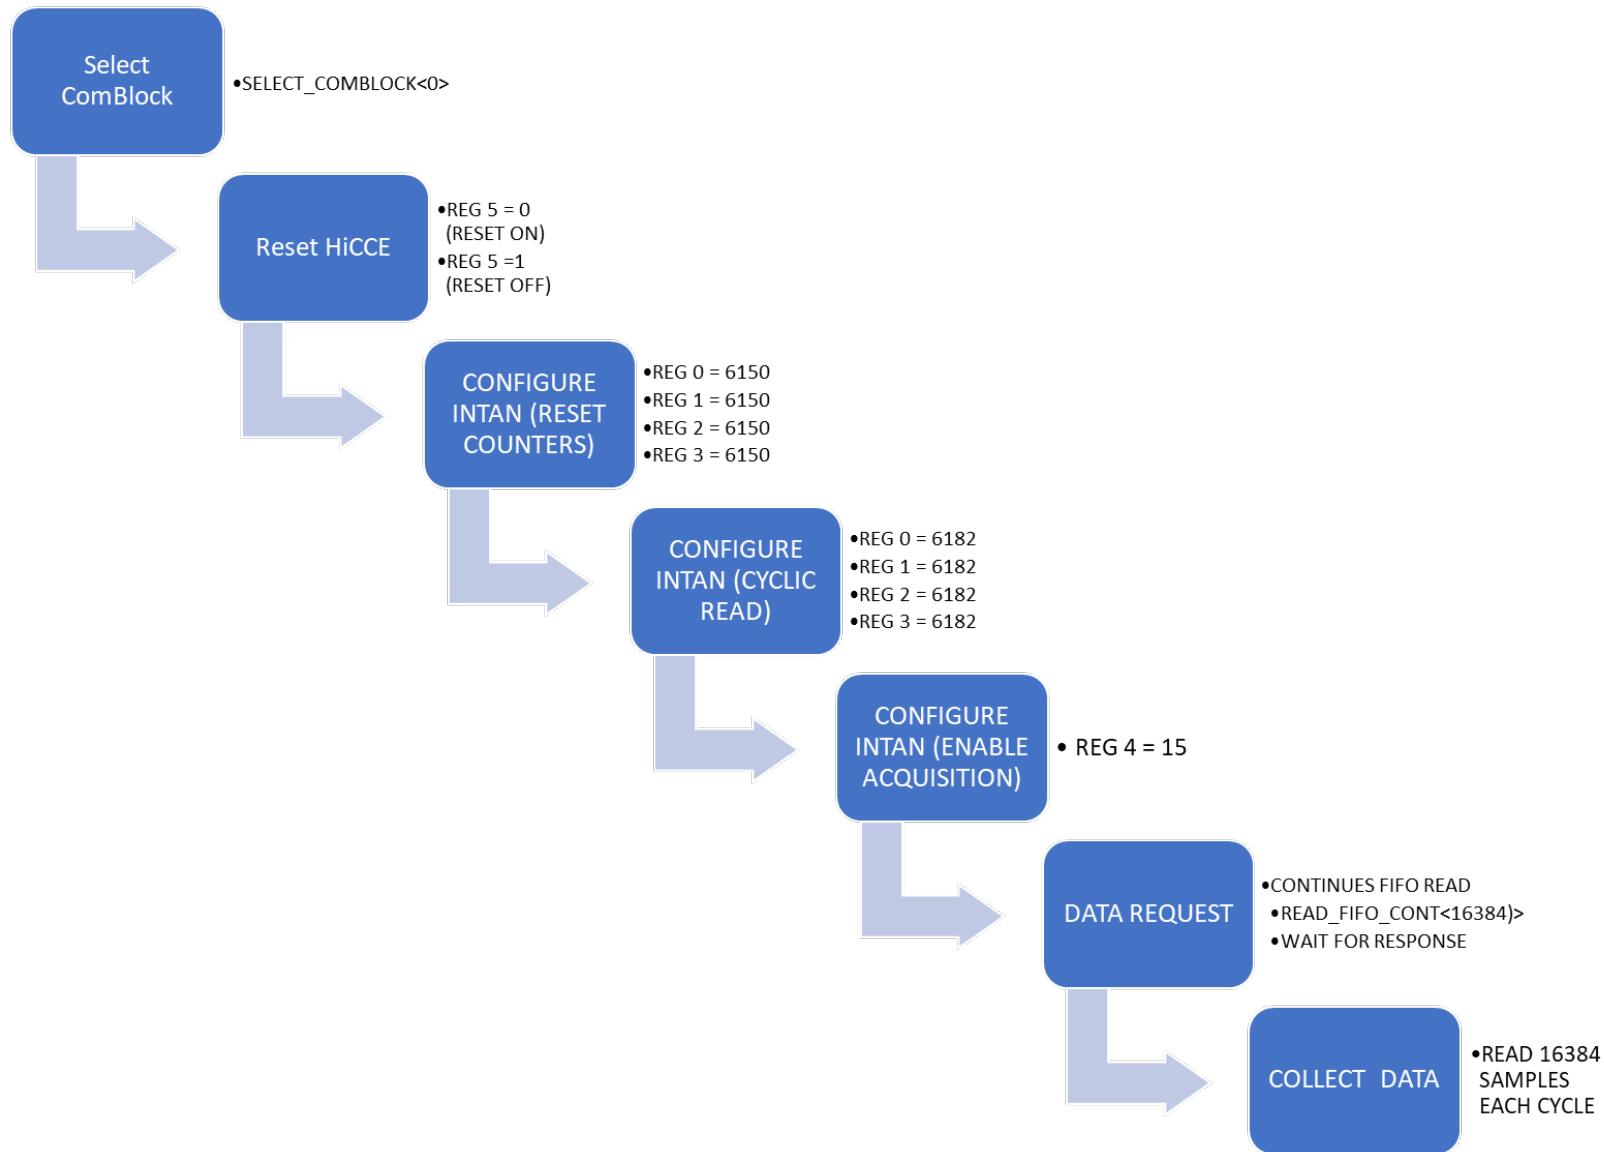 Select
ComBlock
•SELECT_COMBLOCK<0>
Reset HiCCE
•REG 5 = 0
(RESET ON)
•REG 5 =1
(RESET OFF)
CONFIGURE
INTAN (RESET
COUNTERS)
•REG 0 = 6150
•REG 1 = 6150
•REG 2 = 6150
•REG 3 = 6150
CONFIGURE
INTAN (CYCLIC
READ)
•REG 0 = 6182
•REG 1 = 6182
•REG 2 = 6182
•REG 3 = 6182
CONFIGURE
INTAN (ENABLE
ACQUISITION)
• REG 4 = 15
DATA REQUEST
•CONTINUES FIFO READ
•READ_FIFO_CONT<16384)>
•WAIT FOR RESPONSE
COLLECT DATA
•READ 16384
SAMPLES
EACH CYCLE